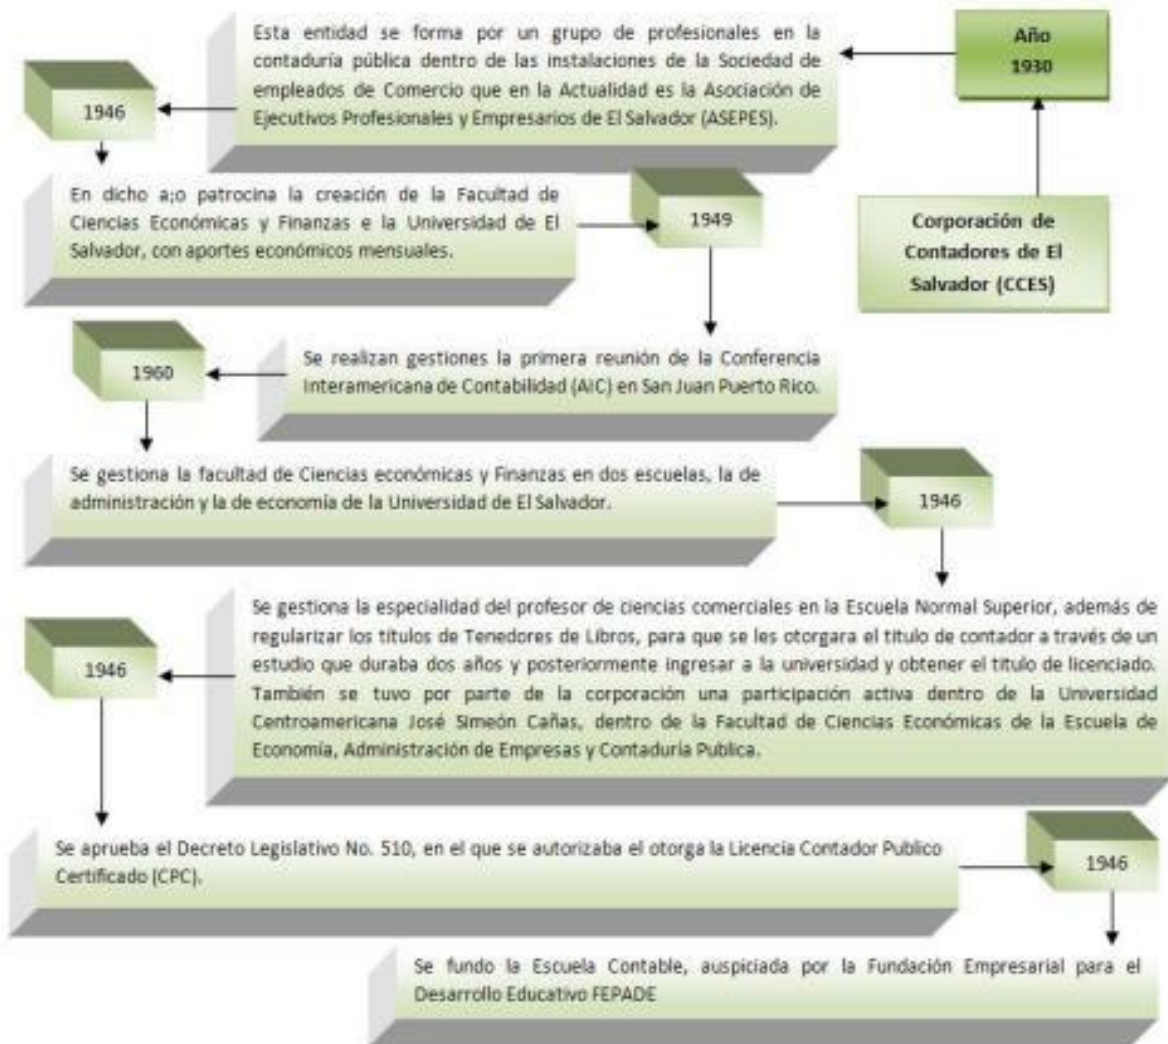 Año
1930
Corporación de
Contadores de El
Salvador (CCES)
Esta entidad se forma por un grupo de profesionales en la
contaduría pública dentro de las instalaciones de la Sociedad de
empleados de Comercio que en la Actualidad es la Asociación de
Ejecutivos Profesionales y Empresarios de El Salvador (ASEPES).
1946
En dicho a;o patrocina la creación de la Facultad de
Ciencias Económicas y Finanzas e la Universidad de El
Salvador, con aportes económicos mensuales.
1949
Se realizan gestiones la primera reunión de la Conferencia
Interamericana de Contabilidad (AIC) en San Juan Puerto Rico.
1960
Se gestiona la facultad de Ciencias económicas y Finanzas en dos escuelas, la de
administración y la de economía de la Universidad de El Salvador.
1946
Se gestiona la especialidad del profesor de ciencias comerciales en la Escuela Normal Superior, además de
regularizar los títulos de Tenedores de Libros, para que se les otorgara el titulo de contador a través de un
estudio que duraba dos años y posteriormente ingresar a la universidad y obtener el titulo de licenciado.
También se tuvo por parte de la corporación una participación activa dentro de la Universidad
Centroamericana José Simeón Cañas, dentro de la Facultad de Ciencias Económicas de la Escuela de
Economía, Administración de Empresas y Contaduría Publica.
1946
Se aprueba el Decreto Legislativo No. 510, en el que se autorizaba el otorga la Licencia Contador Publico
Certificado (CPC).
1946
Se fundo la Escuela Contable, auspiciada por la Fundación Empresarial para el
Desarrollo Educativo FEPADE